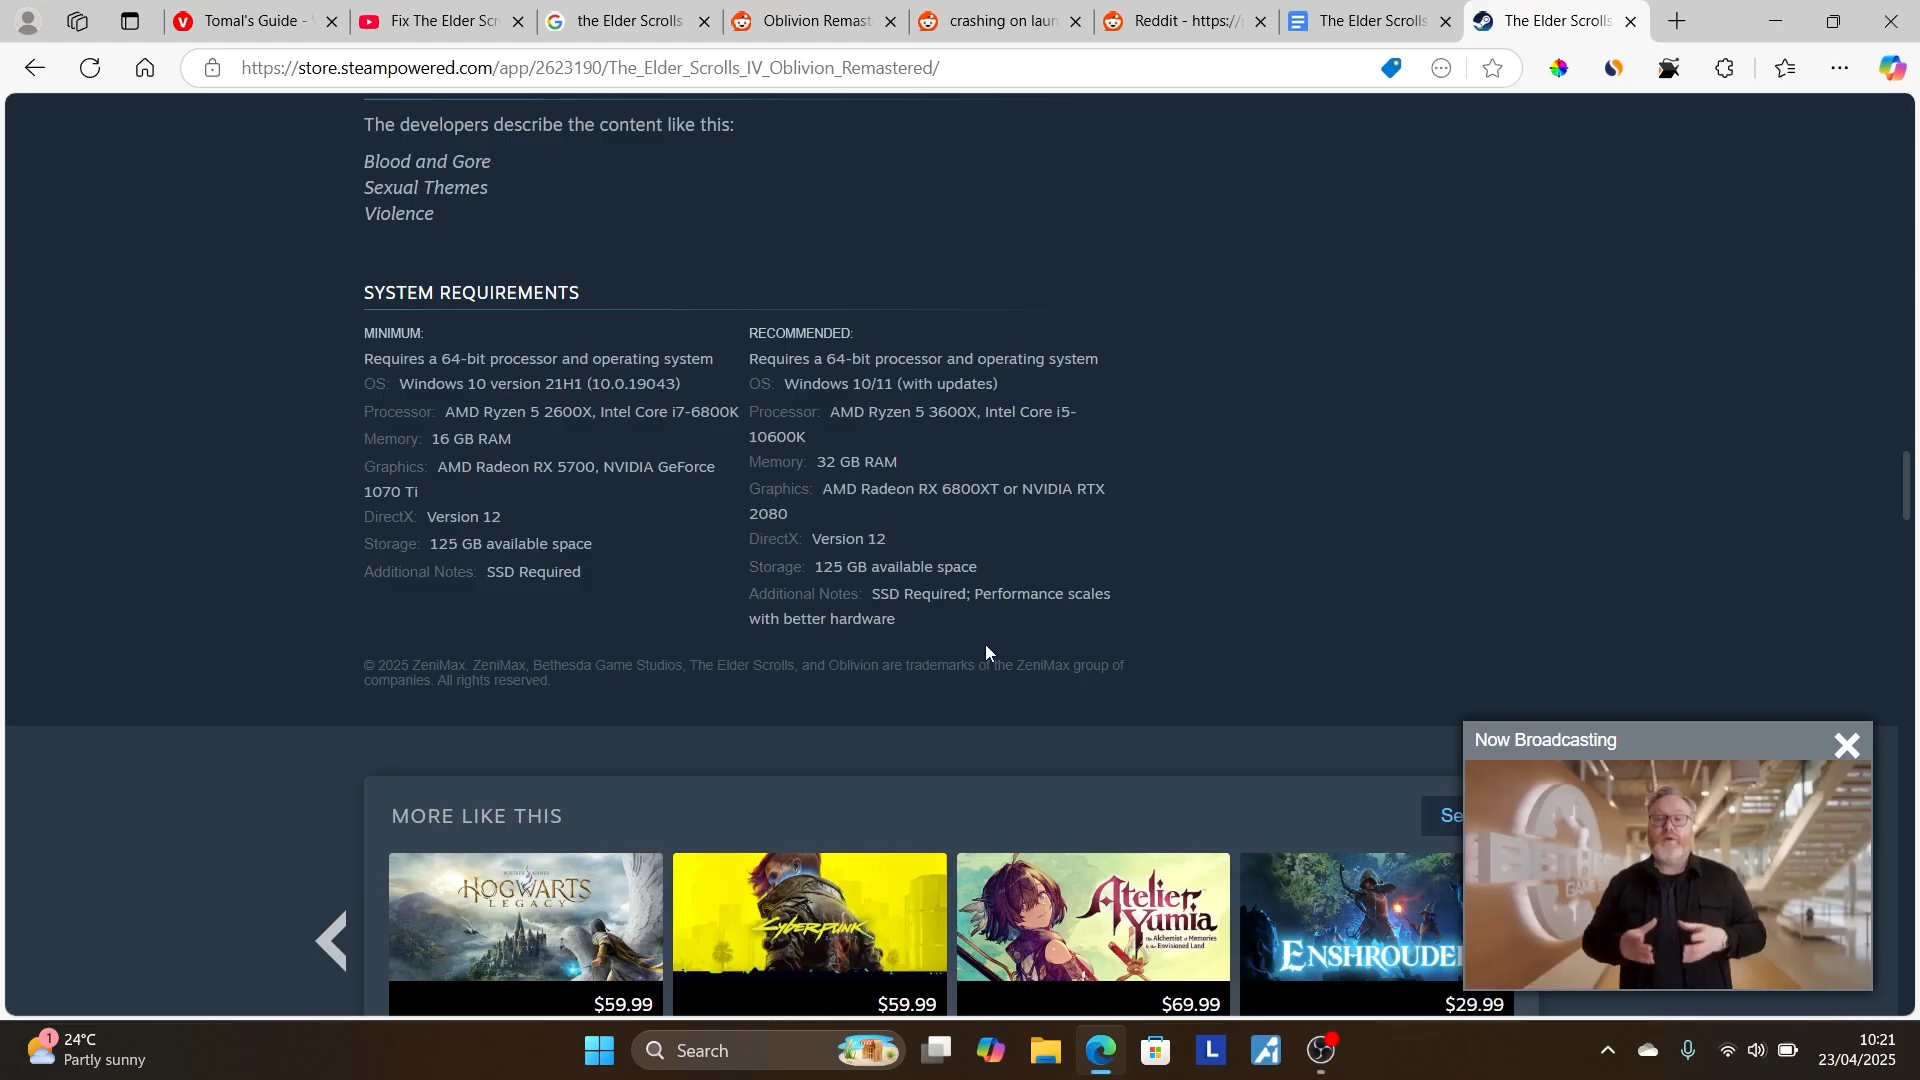 Tomal's Guide -
Fix The Elder Scr
the Elder Scrolls
Oblivion Remast
crashing on laun
Reddit - https://
The Elder Scrolls
The Elder Scrolls
https://store.steampowered.com/app/2623190/The_Elder_Scrolls_IV_Oblivion_Remastered/
The developers describe the content like this:
Blood and Gore
Sexual Themes
Violence
SYSTEM REQUIREMENTS
MINIMUM:
Requires a 64-bit processor and operating system
OS: Windows 10 version 21H1 (10.0.19043)
Processor: AMD Ryzen 5 2600X, Intel Core i7-6800K
Memory: 16 GB RAM
Graphics: AMD Radeon RX 5700, NVIDIA GeForce
1070 Ti
DirectX: Version 12
Storage: 125 GB available space
Additional Notes: SSD Required
RECOMMENDED:
Requires a 64-bit processor and operating system
OS: Windows 10/11 (with updates)
Processor: AMD Ryzen 5 3600X, Intel Core i5-
10600K
Memory: 32 GB RAM
Graphics: AMD Radeon RX 6800XT or NVIDIA RTX
2080
DirectX: Version 12
Storage: 125 GB available space
Additional Notes: SSD Required; Performance scales
with better hardware
© 2025 ZeniMax. ZeniMax, Bethesda Game Studios, The Elder Scrolls, and Oblivion are trademarks of the ZeniMax group of
companies. All rights reserved.
Now Broadcasting
MORE LIKE THIS
Se
HOGWARTS
LEGACY
CYBERPUNK
Atelier
Yumia
The Alchemist of Memories
& the Envisioned Land
ENSHROUDE
$59.99
$59.99
$69.99
$29.99
1
24°C
Partly sunny
Search
L
10:21
23/04/2025